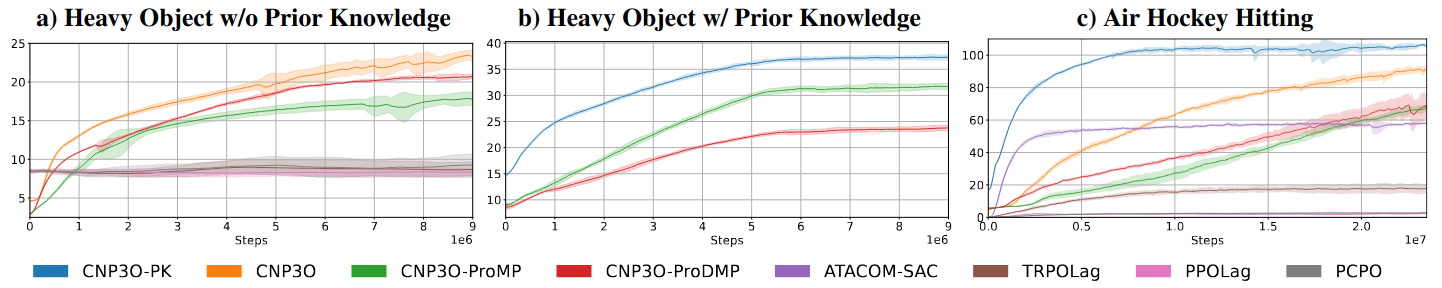 a) Heavy Object w/o Prior Knowledge
25
20
15
10
5
0 1 2 3 4 5 6 7 8 9
Steps
1e6
b) Heavy Object w/ Prior Knowledge
40
35
30
25
20
15
10
0 1 2 3 4 5 6 7 8 9
Steps
1e6
c) Air Hockey Hitting
100
80
60
40
20
0
0.0 0.5 1.0 1.5 2.0
Steps
1e7
CNP3O-PK CNP3O CNP3O-ProMP CNP3O-ProDMP ATACOM-SAC TRPOLag PPOLag PCPO